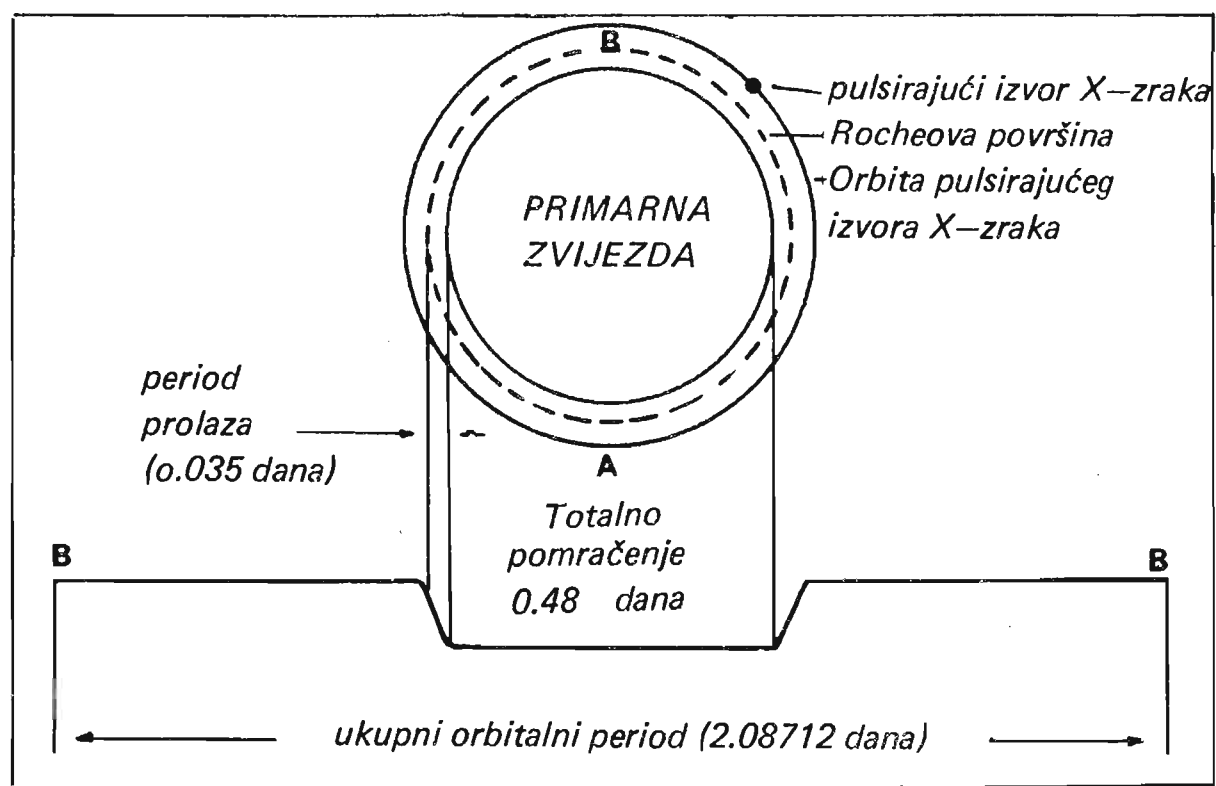 B
pulsirajući izvor X—zraka
Rocheova površina
Orbita pulsirajućeg
izvora X—zraka
PRIMARNA
ZVIJEZDA
period
prolaza
(o.035 dana)
A
Totalno
pomračenje
0.48 dana
B
B
ukupni orbitalni period (2.08712 dana)